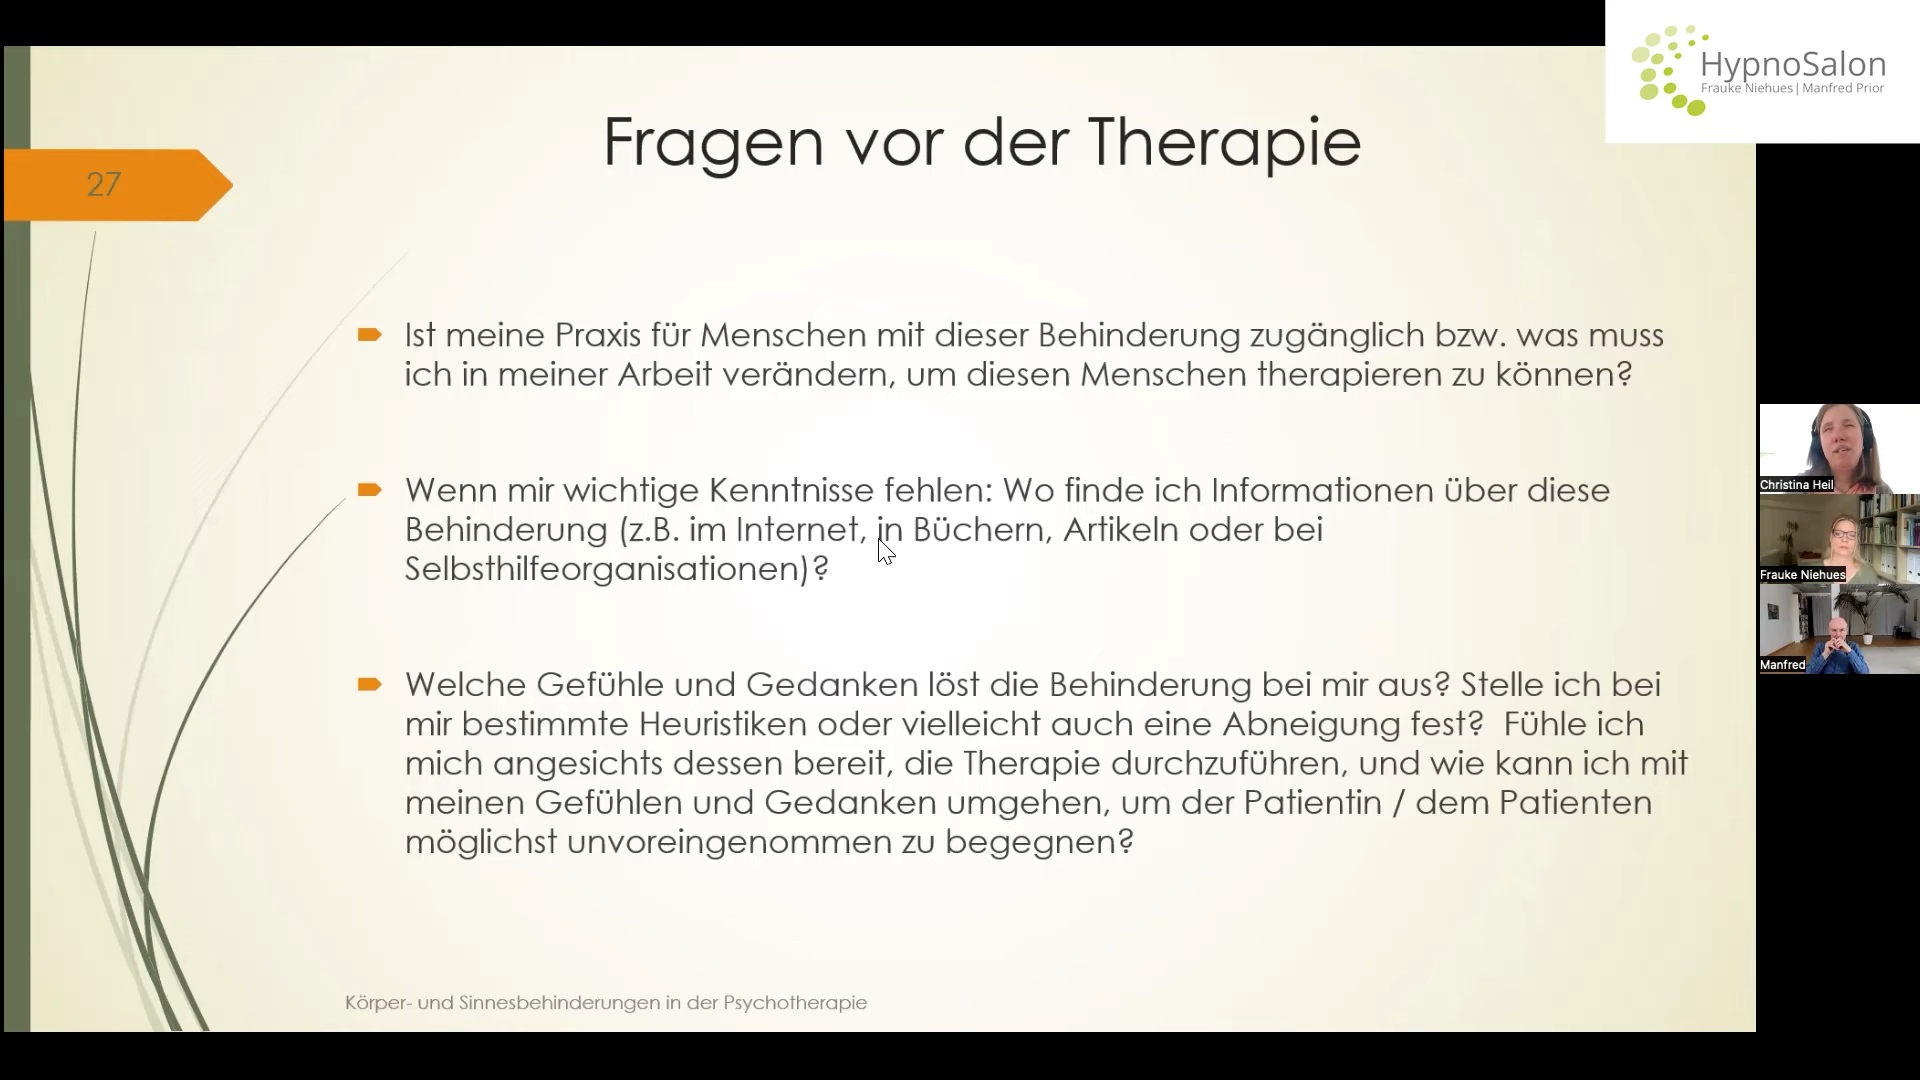 HypnoSalon
Frauke Niehues | Manfred Prior
Fragen vor der Therapie
27
Ist meine Praxis für Menschen mit dieser Behinderung zugänglich bzw. was muss
ich in meiner Arbeit verändern, um diesen Menschen therapieren zu können?
Wenn mir wichtige Kenntnisse fehlen: Wo finde ich Informationen über diese
Behinderung (z.B. im Internet, in Büchern, Artikeln oder bei
Selbsthilfeorganisationen)?
Welche Gefühle und Gedanken löst die Behinderung bei mir aus? Stelle ich bei
mir bestimmte Heuristiken oder vielleicht auch eine Abneigung fest?  Fühle ich
mich angesichts dessen bereit, die Therapie durchzuführen, und wie kann ich mit
meinen Gefühlen und Gedanken umgehen, um der Patientin / dem Patienten
möglichst unvoreingenommen zu begegnen?
Körper- und Sinnesbehinderungen in der Psychotherapie
Christina Heil
Frauke Niehues
Manfred